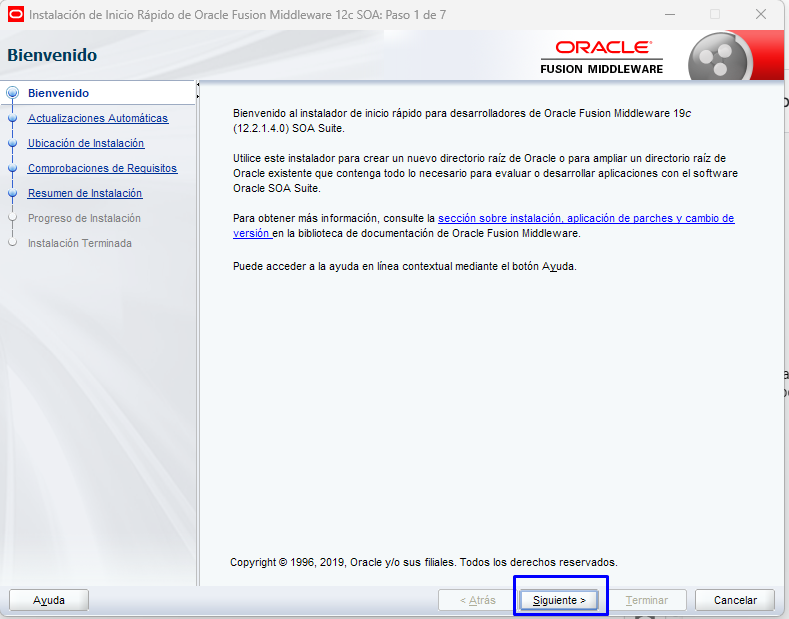 Instalación de Inicio Rápido de Oracle Fusion Middleware 12c SOA: Paso 1 de 7
Bienvenido
ORACLE
FUSION MIDDLEWARE
Bienvenido
Actualizaciones Automáticas
Ubicación de Instalación
Comprobaciones de Requisitos
Resumen de Instalación
Progreso de Instalación
Instalación Terminada
Bienvenido al instalador de inicio rápido para desarrolladores de Oracle Fusion Middleware 19c
(12.2.1.4.0) SOA Suite.
Utilice este instalador para crear un nuevo directorio raíz de Oracle o para ampliar un directorio raíz de
Oracle existente que contenga todo lo necesario para evaluar o desarrollar aplicaciones con el software
Oracle SOA Suite.
Para obtener más información, consulte la sección sobre instalación, aplicación de parches y cambio de
versión en la biblioteca de documentación de Oracle Fusion Middleware.
Puede acceder a la ayuda en línea contextual mediante el botón Ayuda.
Copyright © 1996, 2019, Oracle y/o sus filiales. Todos los derechos reservados.
Ayuda
< Atrás
Siguiente >
Terminar
Cancelar